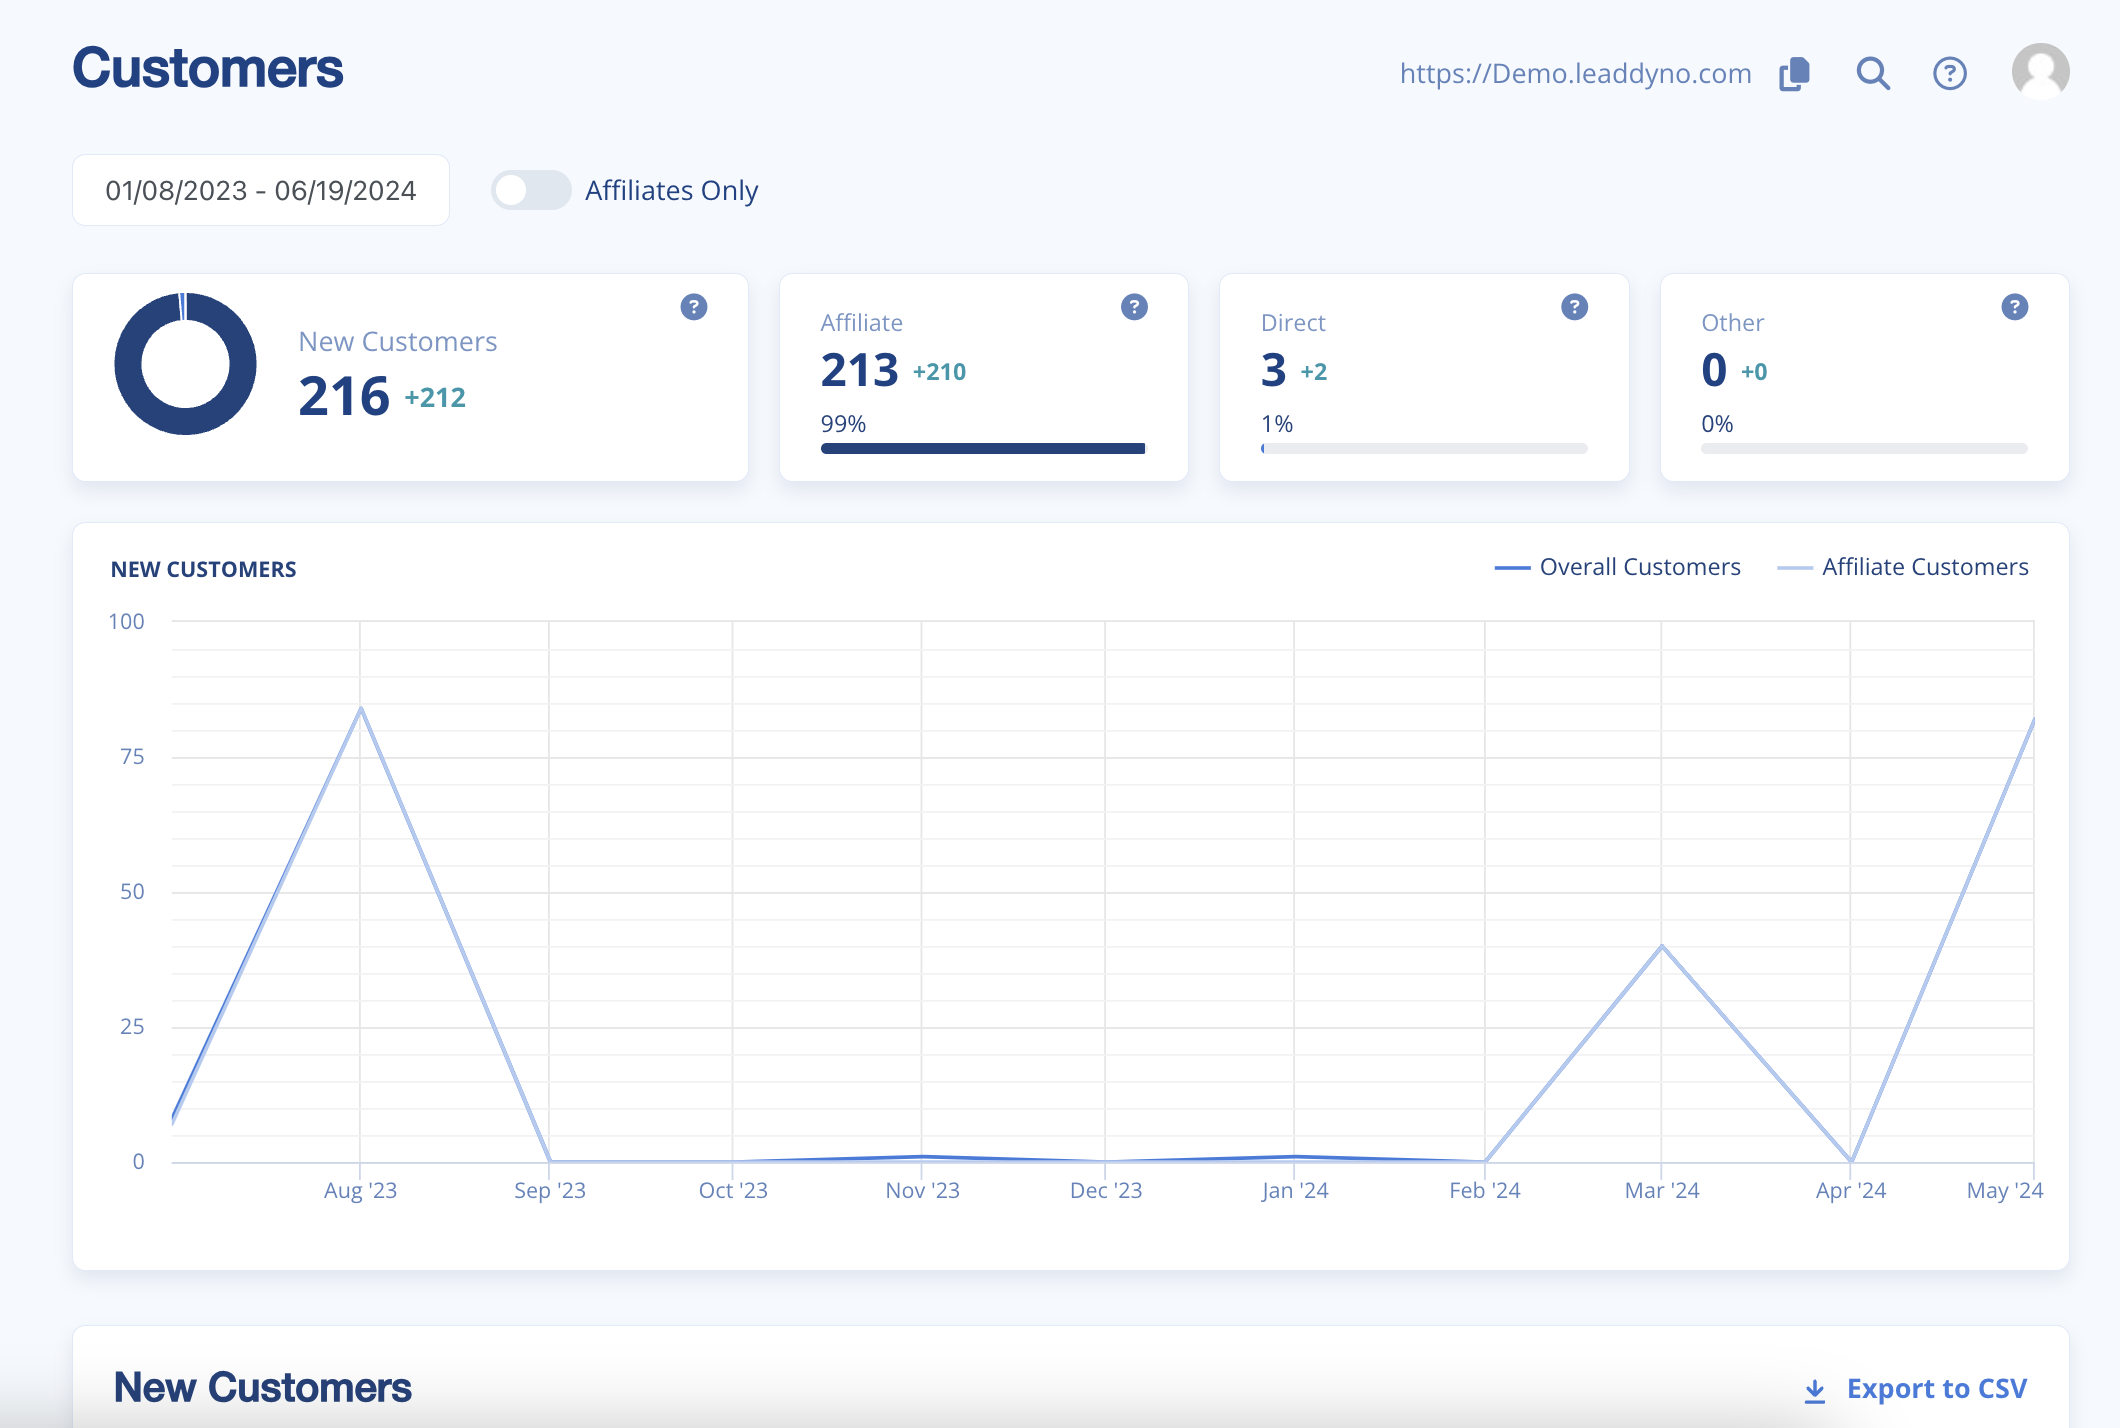 Customers
https://Demo.leaddyno.com
01/08/2023 - 06/19/2024
Affiliates Only
New Customers
216 +212
Affiliate
213 +210
99%
Direct
3 +2
1%
Other
0 +0
0%
NEW CUSTOMERS
Overall Customers
Affiliate Customers
100
75
50
25
0
Aug '23 Sep '23 Oct '23 Nov '23 Dec '23 Jan '24 Feb '24 Mar '24 Apr '24 May '24
New Customers
Export to CSV